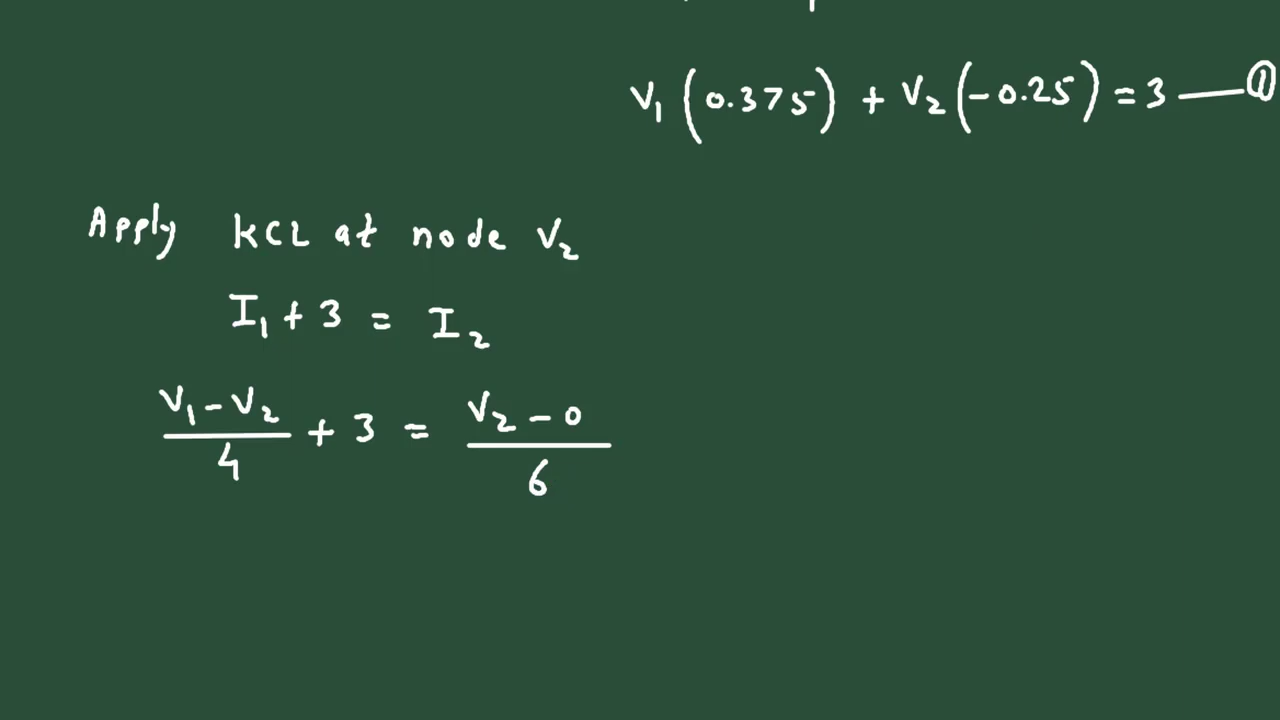 V₁ (0.375) + V₂ (-0.25) = 3 —— ①
Apply KCL at node V₂
I₁ + 3 = I₂
(V₁ - V₂)/4 + 3 = (V₂ - 0)/6